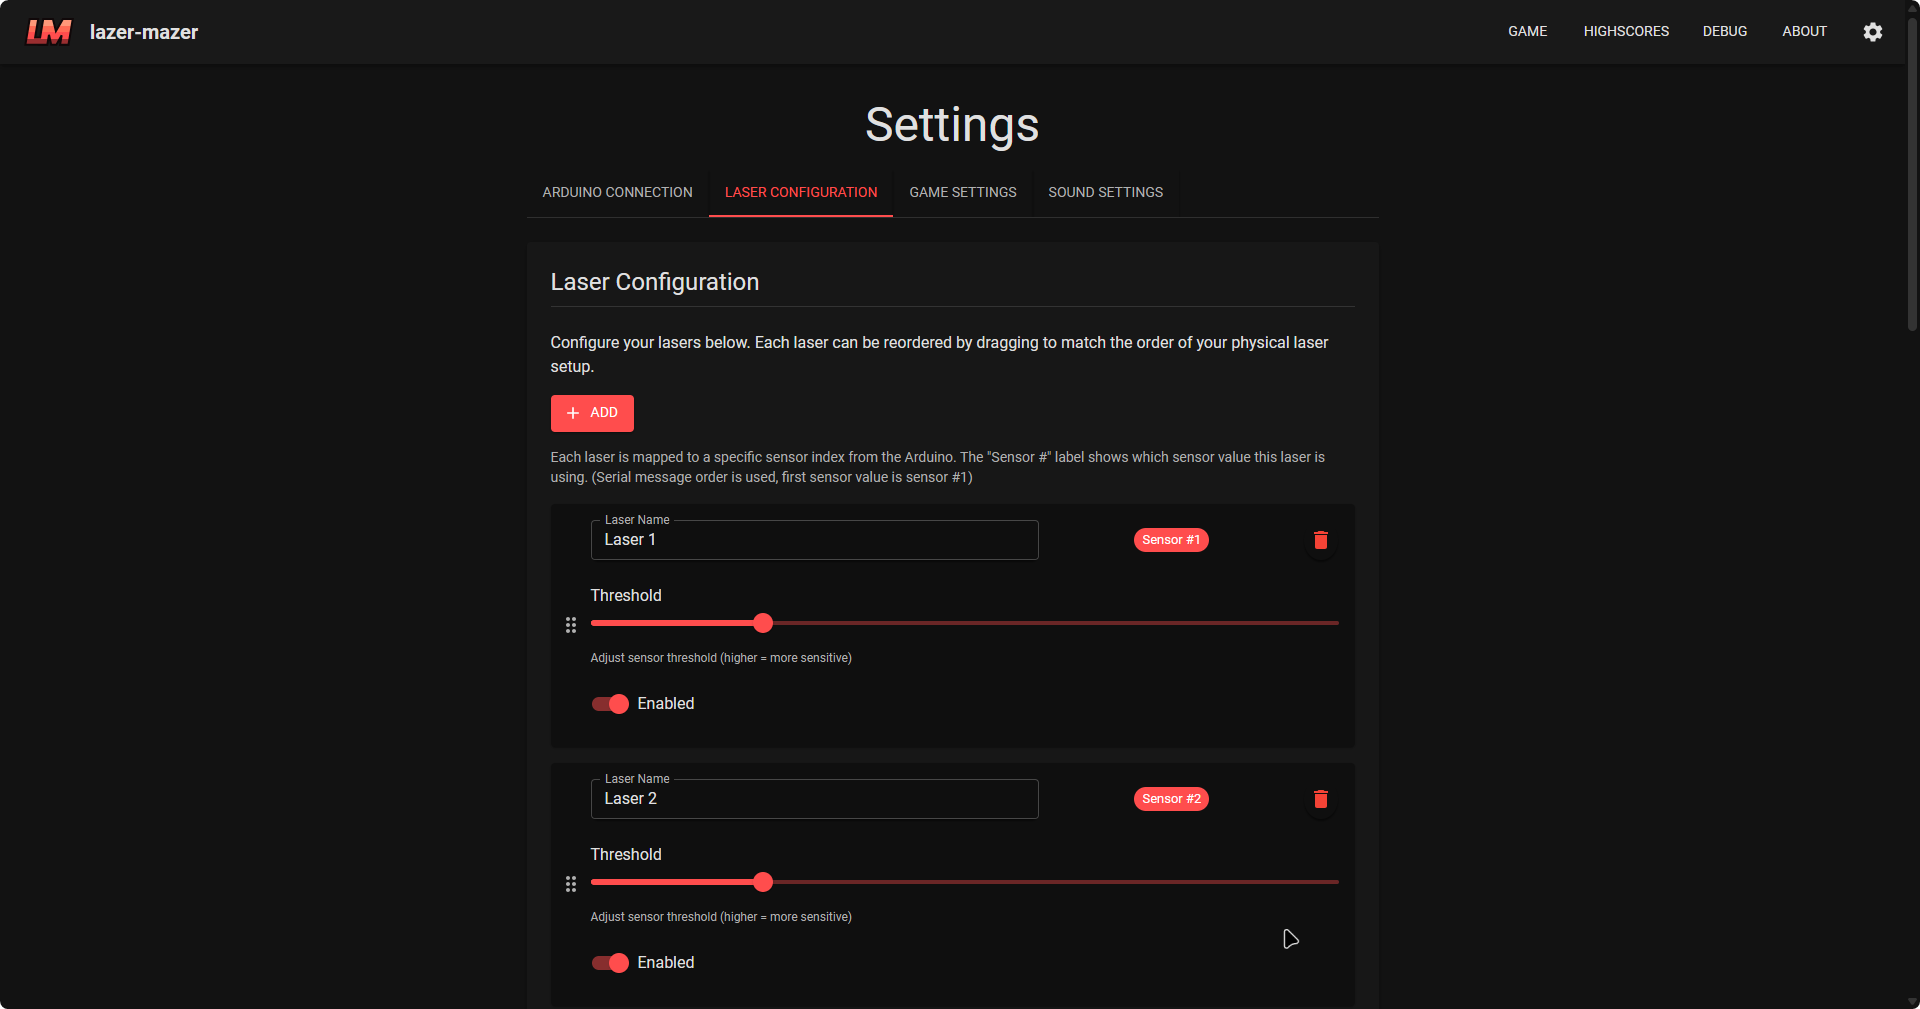 LM lazer-mazer
GAME HIGHSCORES DEBUG ABOUT
Settings
ARDUINO CONNECTION LASER CONFIGURATION GAME SETTINGS SOUND SETTINGS
Laser Configuration
Configure your lasers below. Each laser can be reordered by dragging to match the order of your physical laser
setup.
ADD
Each laser is mapped to a specific sensor index from the Arduino. The "Sensor #" label shows which sensor value this laser is
using. (Serial message order is used, first sensor value is sensor #1)
Laser Name
Laser 1
Sensor #1
Threshold
Adjust sensor threshold (higher = more sensitive)
Enabled
Laser Name
Laser 2
Sensor #2
Threshold
Adjust sensor threshold (higher = more sensitive)
Enabled